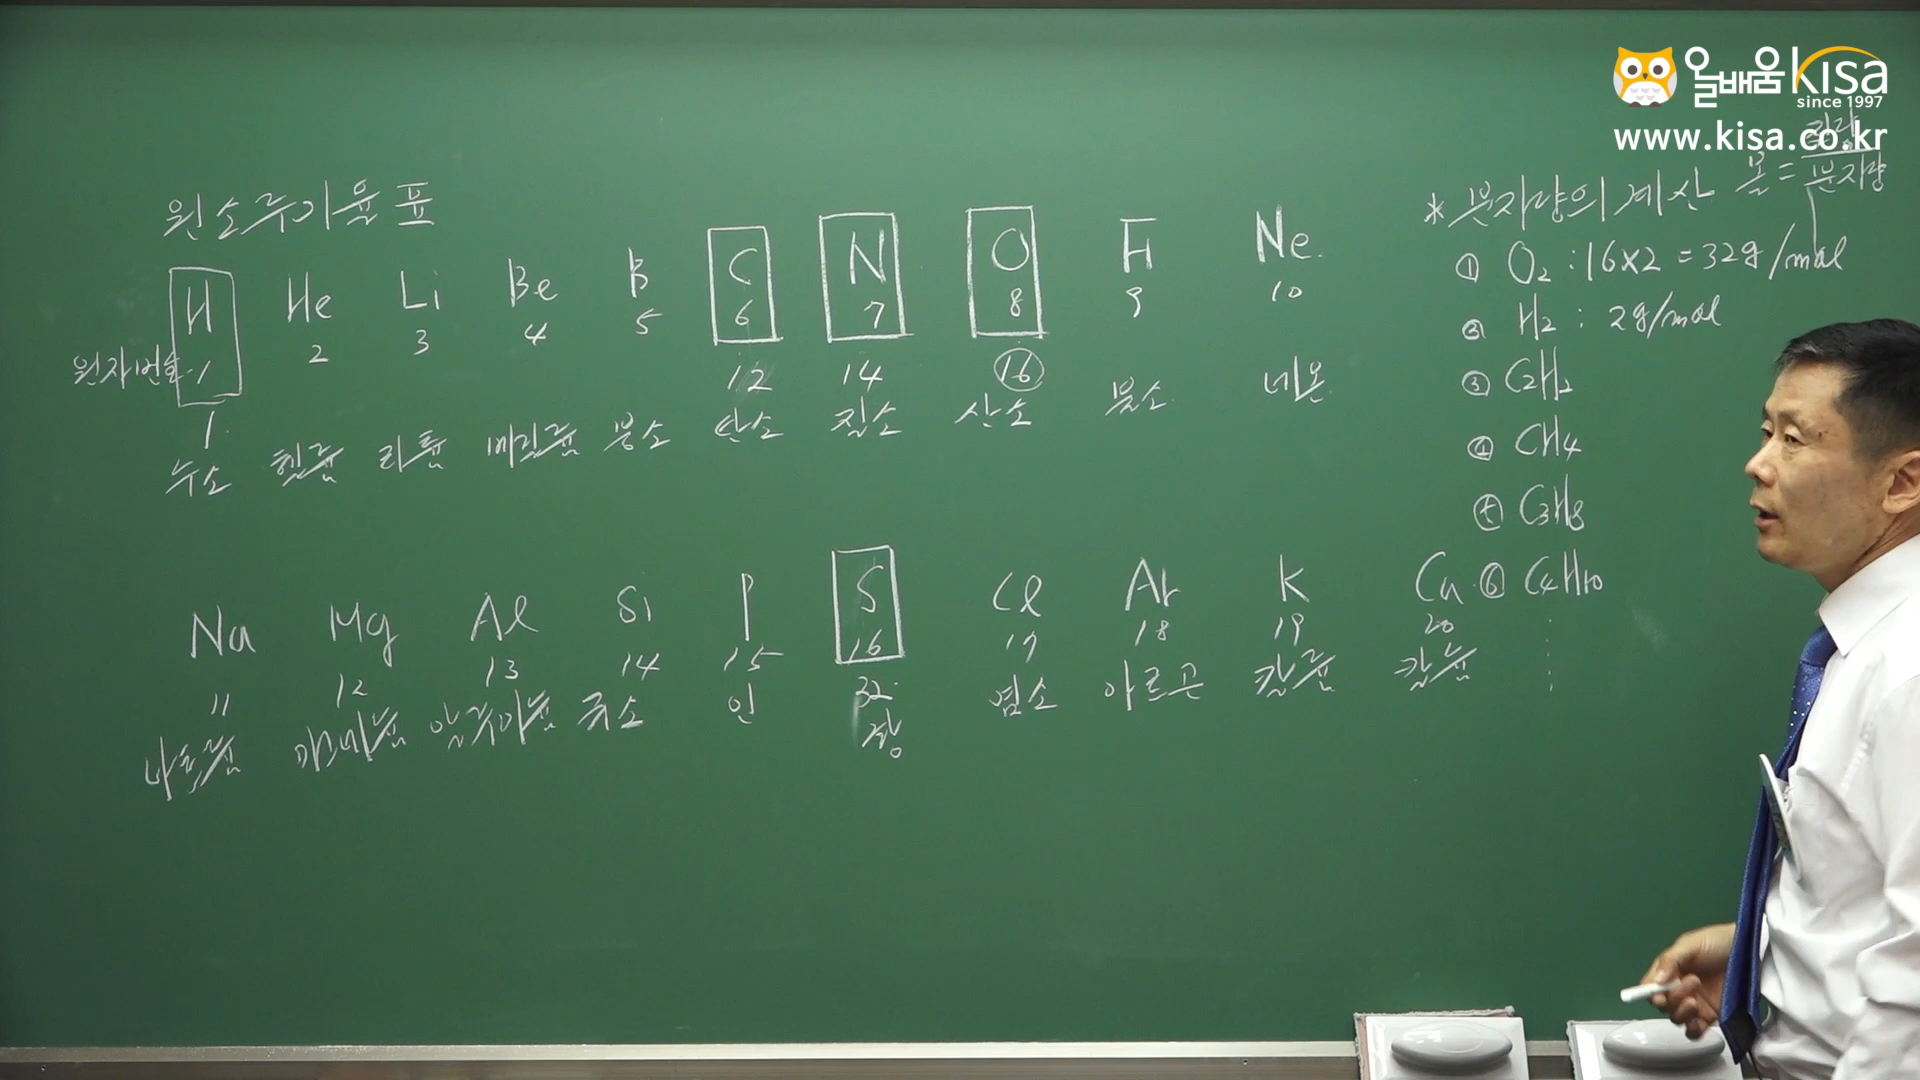 올배움 kisa
since 1997
www.kisa.co.kr
원소주기율표
H He Li Be B C N O F Ne
원자번호 1 2 3 4 5 6 7 8 9 10
1 12 14 16
수소 헬륨 리튬 베릴륨 붕소 탄소 질소 산소 불소 네온
Na Mg Al Si P S Cl Ar K Ca
11 12 13 14 15 16 17 18 19 20
32
나트륨 마그네슘 알루미늄 규소 인 황 염소 아르곤 칼륨 칼슘
* 분자량의 계산 몰 = 질량 / 분자량
① O₂ : 16×2 = 32g/mol
② H₂ : 2g/mol
③ C₂H₂
④ CH₄
⑤ C₃H₈
⑥ C₄H₁₀